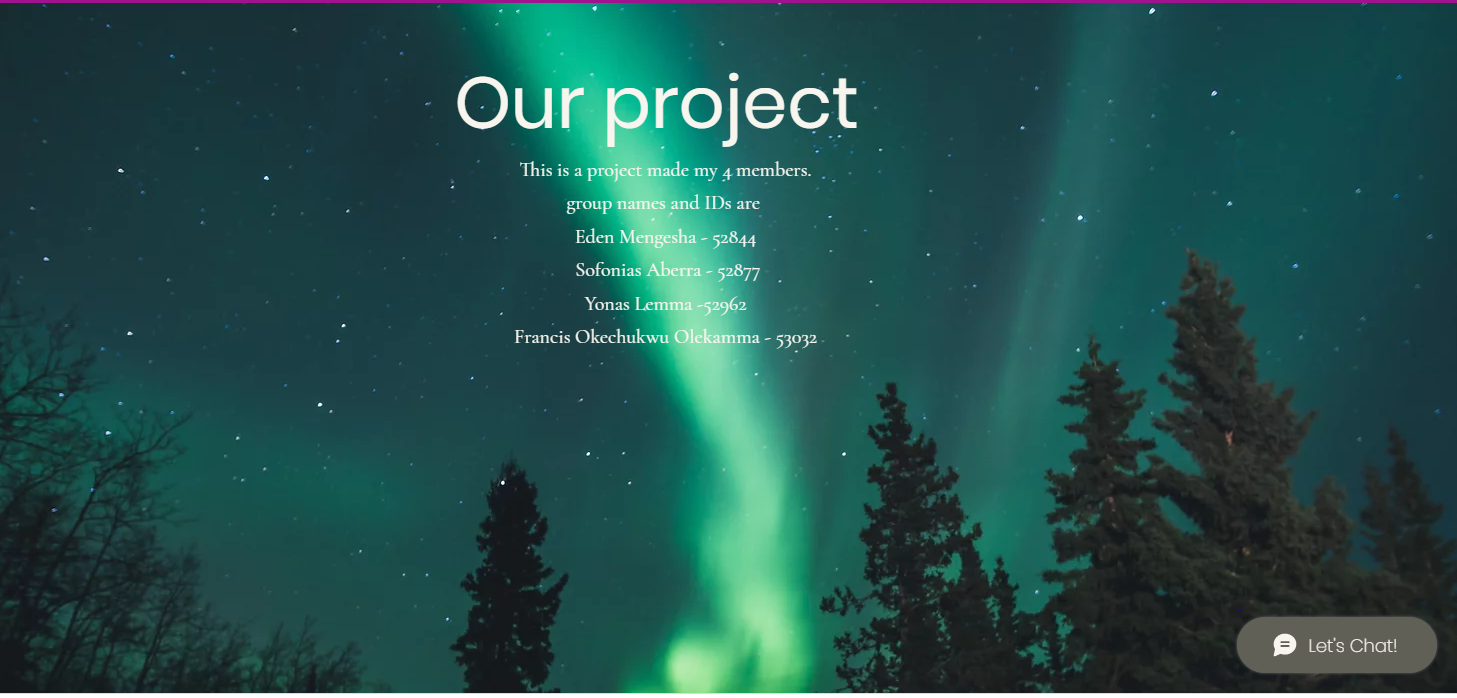 Our project
This is a project made my 4 members.
group names and IDs are
Eden Mengesha - 52844
Sofonias Aberra - 52877
Yonas Lemma -52962
Francis Okechukwu Olekamma - 53032
Let's Chat!